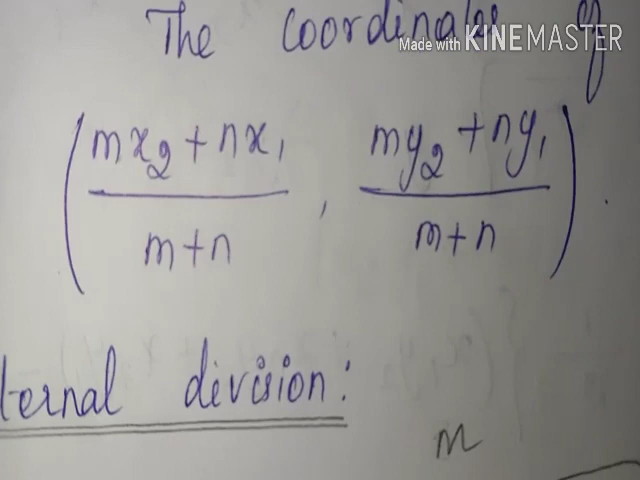 The coordinates of
Made with KINEMASTER
( mx₂ + nx₁ / m+n , my₂ + ny₁ / m+n ) .
ternal division:
m